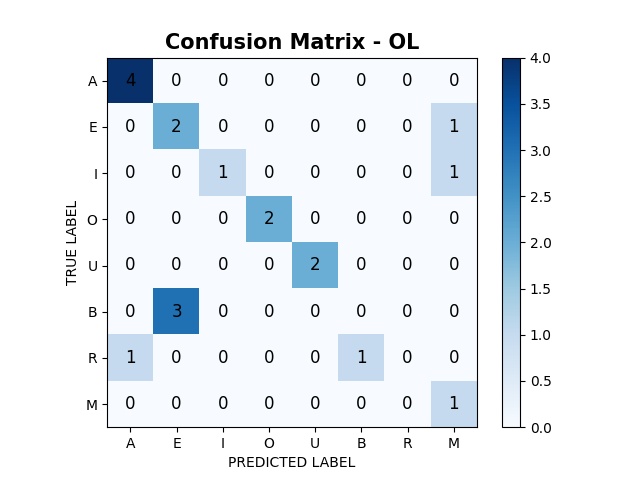 Confusion Matrix - OL
A 4 0 0 0 0 0 0 0
E 0 2 0 0 0 0 0 1
I 0 0 1 0 0 0 0 1
O 0 0 0 2 0 0 0 0
U 0 0 0 0 2 0 0 0
B 0 3 0 0 0 0 0 0
R 1 0 0 0 0 1 0 0
M 0 0 0 0 0 0 0 1
A E I O U B R M
TRUE LABEL
PREDICTED LABEL
4.0
3.5
3.0
2.5
2.0
1.5
1.0
0.5
0.0